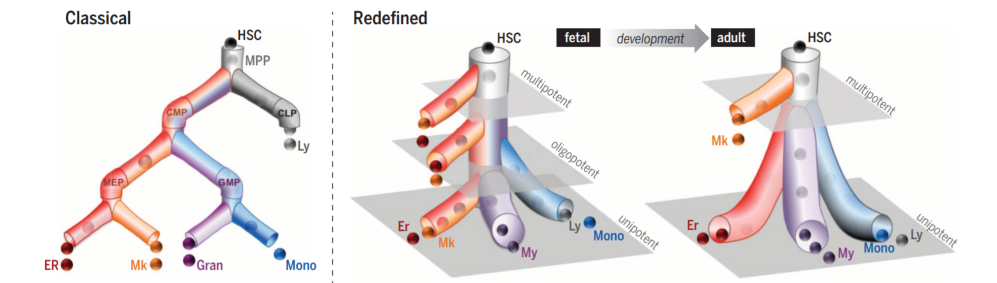 Classical
HSC
MPP
CMP
CLP
Ly
MEP
GMP
ER
Mk
Gran
Mono
Redefined
fetal
development
adult
HSC
multipotent
oligopotent
unipotent
Er
Mk
My
Ly
Mono
HSC
multipotent
Mk
unipotent
Er
My
Mono
Ly